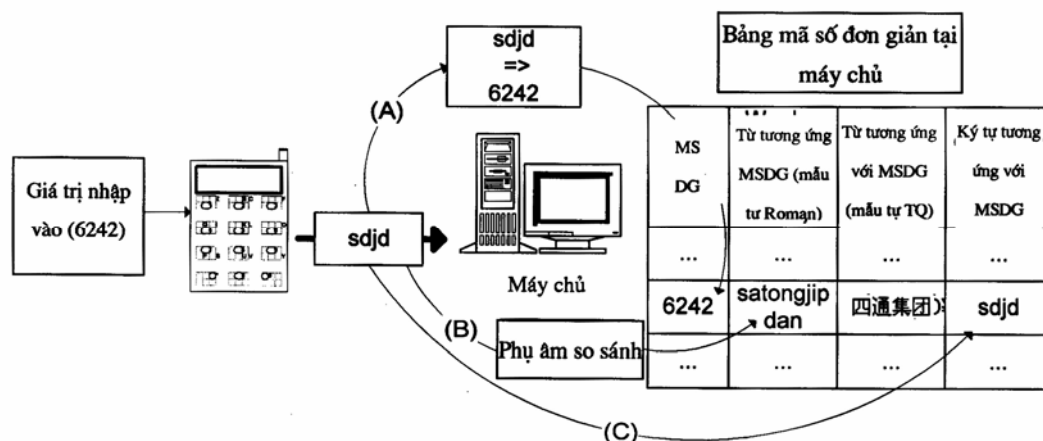 Giá trị nhập
vào (6242)
sdjd
=>
6242
(A)
sdjd
(B)
(C)
Máy chủ
Phụ âm so sánh
Bảng mã số đơn giản tại
máy chủ
MS
DG
Từ tương ứng
MSDG (mẫu
tư Roman)
Từ tương ứng
với MSDG
(mẫu tự TQ)
Ký tự tương
ứng với
MSDG
... ... ... ...
6242
satongjip
dan
四通集团)
sdjd
... ... ... ...